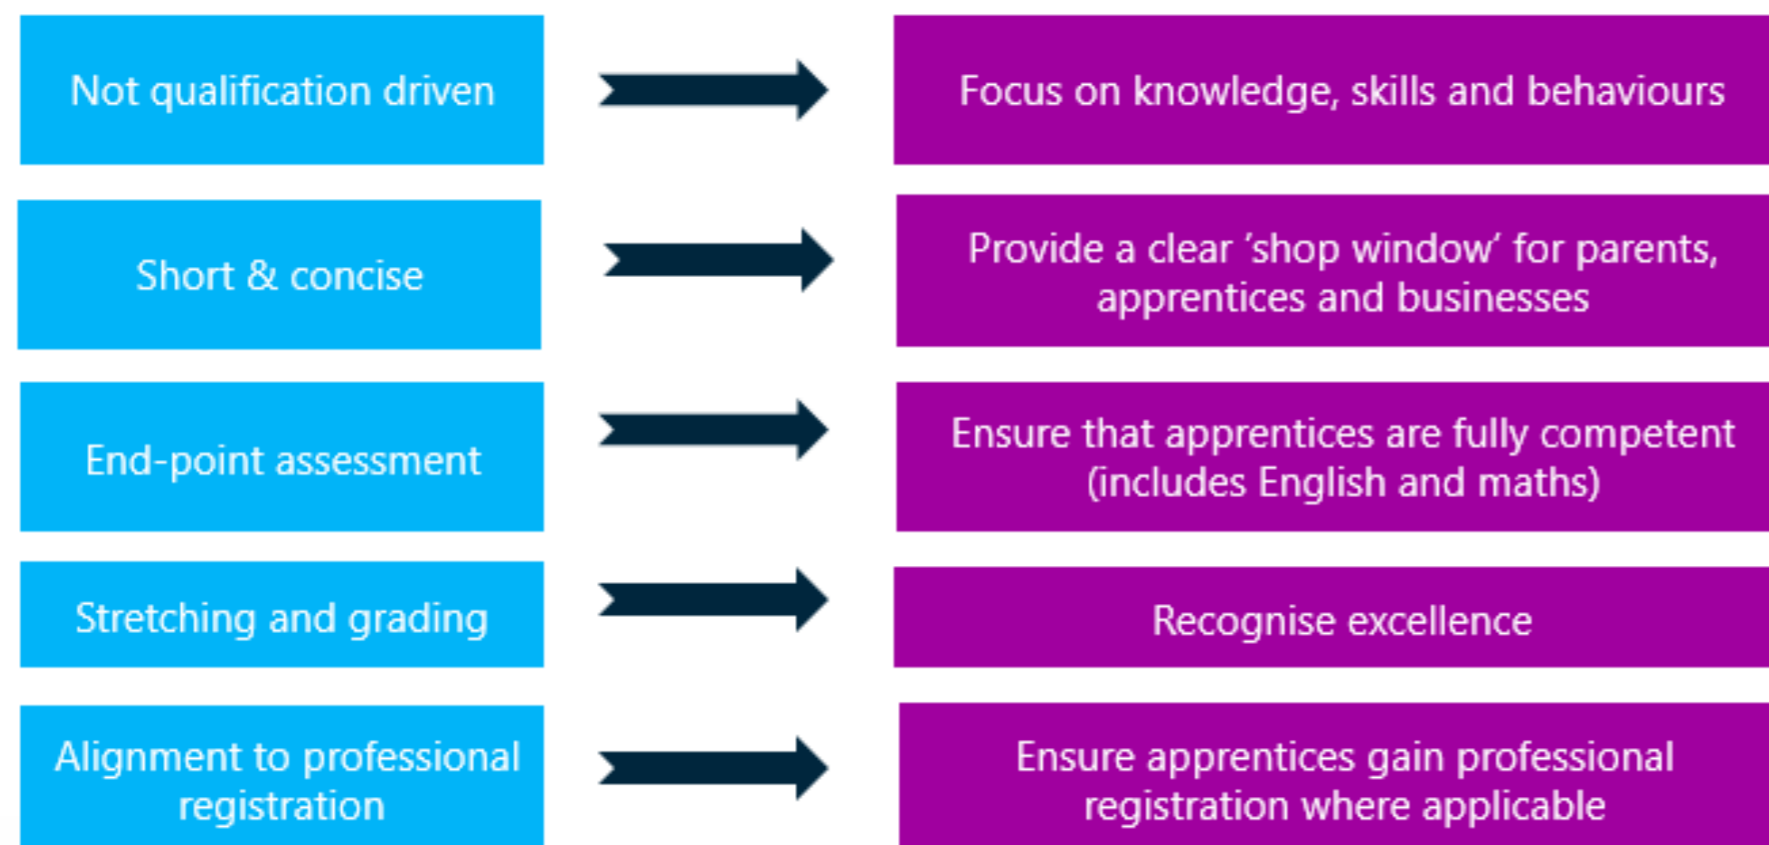 Not qualification driven
Focus on knowledge, skills and behaviours
Short & concise
Provide a clear ‘shop window’ for parents,
apprentices and businesses
End-point assessment
Ensure that apprentices are fully competent
(includes English and maths)
Stretching and grading
Recognise excellence
Alignment to professional
registration
Ensure apprentices gain professional
registration where applicable